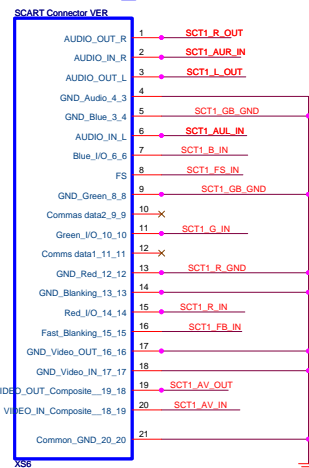 SCART Connector VER
AUDIO_OUT_R 1 SCT1_R_OUT
AUDIO_IN_R 2 SCT1_AUR_IN
AUDIO_OUT_L 3 SCT1_L_OUT
GND_Audio_4_3 4
GND_Blue_3_4 5 SCT1_GB_GND
AUDIO_IN_L 6 SCT1_AUL_IN
Blue_I/O_6_6 7 SCT1_B_IN
FS 8 SCT1_FS_IN
GND_Green_8_8 9 SCT1_GB_GND
Commas data2_9_9 10
Green_I/O_10_10 11 SCT1_G_IN
Comms data1_11_11 12
GND_Red_12_12 13 SCT1_R_GND
GND_Blanking_13_13 14
Red_I/O_14_14 15 SCT1_R_IN
Fast_Blanking_15_15 16 SCT1_FB_IN
GND_Video_OUT_16_16 17
GND_Video_IN_17_17 18
IDEO_OUT_Composite__19_18 19 SCT1_AV_OUT
VIDEO_IN_Composite__18_19 20 SCT1_AV_IN
Common_GND_20_20 21
XS6